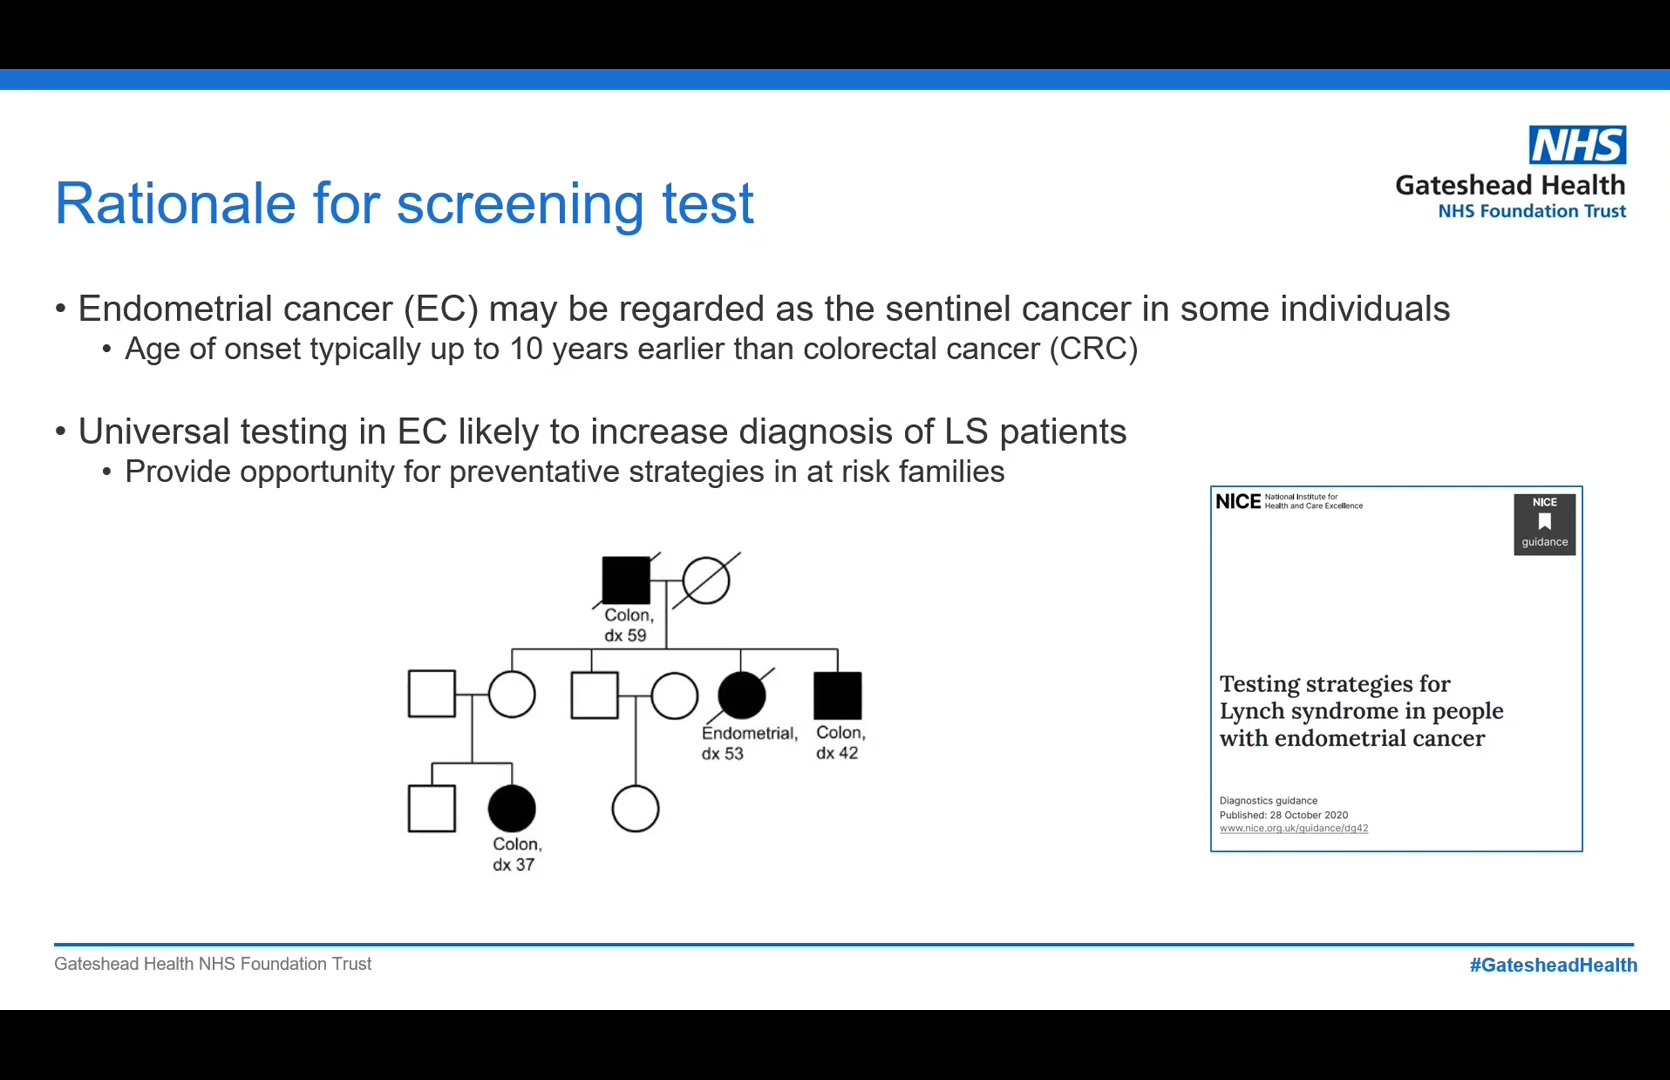 NHS
Gateshead Health
NHS Foundation Trust
Rationale for screening test
• Endometrial cancer (EC) may be regarded as the sentinel cancer in some individuals
• Age of onset typically up to 10 years earlier than colorectal cancer (CRC)
• Universal testing in EC likely to increase diagnosis of LS patients
• Provide opportunity for preventative strategies in at risk families
Colon,
dx 59
Endometrial,
dx 53
Colon,
dx 42
Colon,
dx 37
NICE National Institute for
Health and Care Excellence
NICE
guidance
Testing strategies for
Lynch syndrome in people
with endometrial cancer
Diagnostics guidance
Published: 28 October 2020
www.nice.org.uk/guidance/dg42
Gateshead Health NHS Foundation Trust
#GatesheadHealth